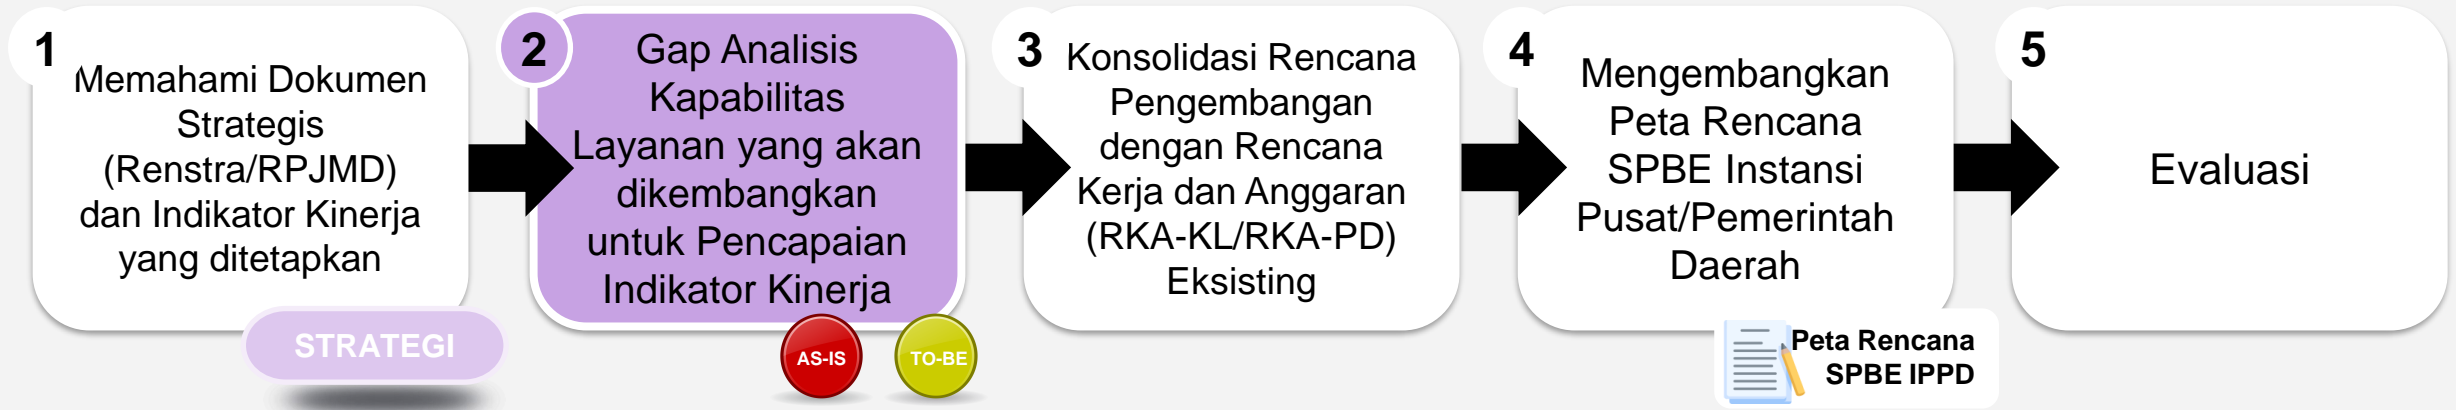 1
Memahami Dokumen
Strategis
(Renstra/RPJMD)
dan Indikator Kinerja
yang ditetapkan
STRATEGI
2
Gap Analisis
Kapabilitas
Layanan yang akan
dikembangkan
untuk Pencapaian
Indikator Kinerja
AS-IS
TO-BE
3
Konsolidasi Rencana
Pengembangan
dengan Rencana
Kerja dan Anggaran
(RKA-KL/RKA-PD)
Eksisting
4
Mengembangkan
Peta Rencana
SPBE Instansi
Pusat/Pemerintah
Daerah
Peta Rencana
SPBE IPPD
5
Evaluasi